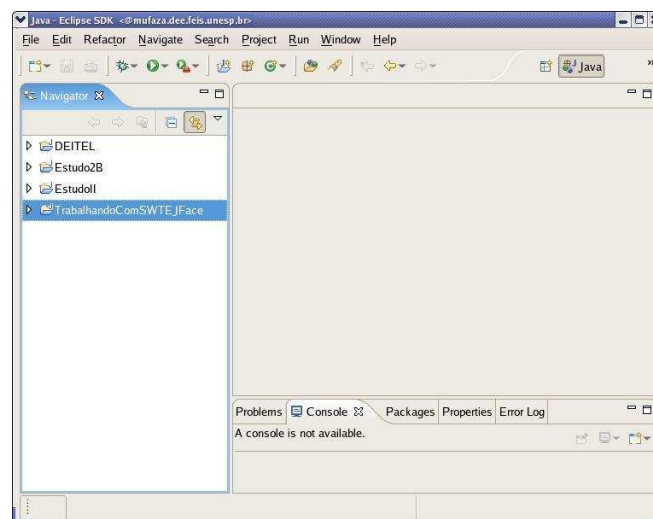 Java - Eclipse SDK <@mufaza.dee.feis.unesp.br>
File Edit Refactor Navigate Search Project Run Window Help
Java
Navigator
DEITEL
Estudo2B
EstudoII
TrabalhandoComSWTEJFace
Problems Console Packages Properties Error Log
A console is not available.